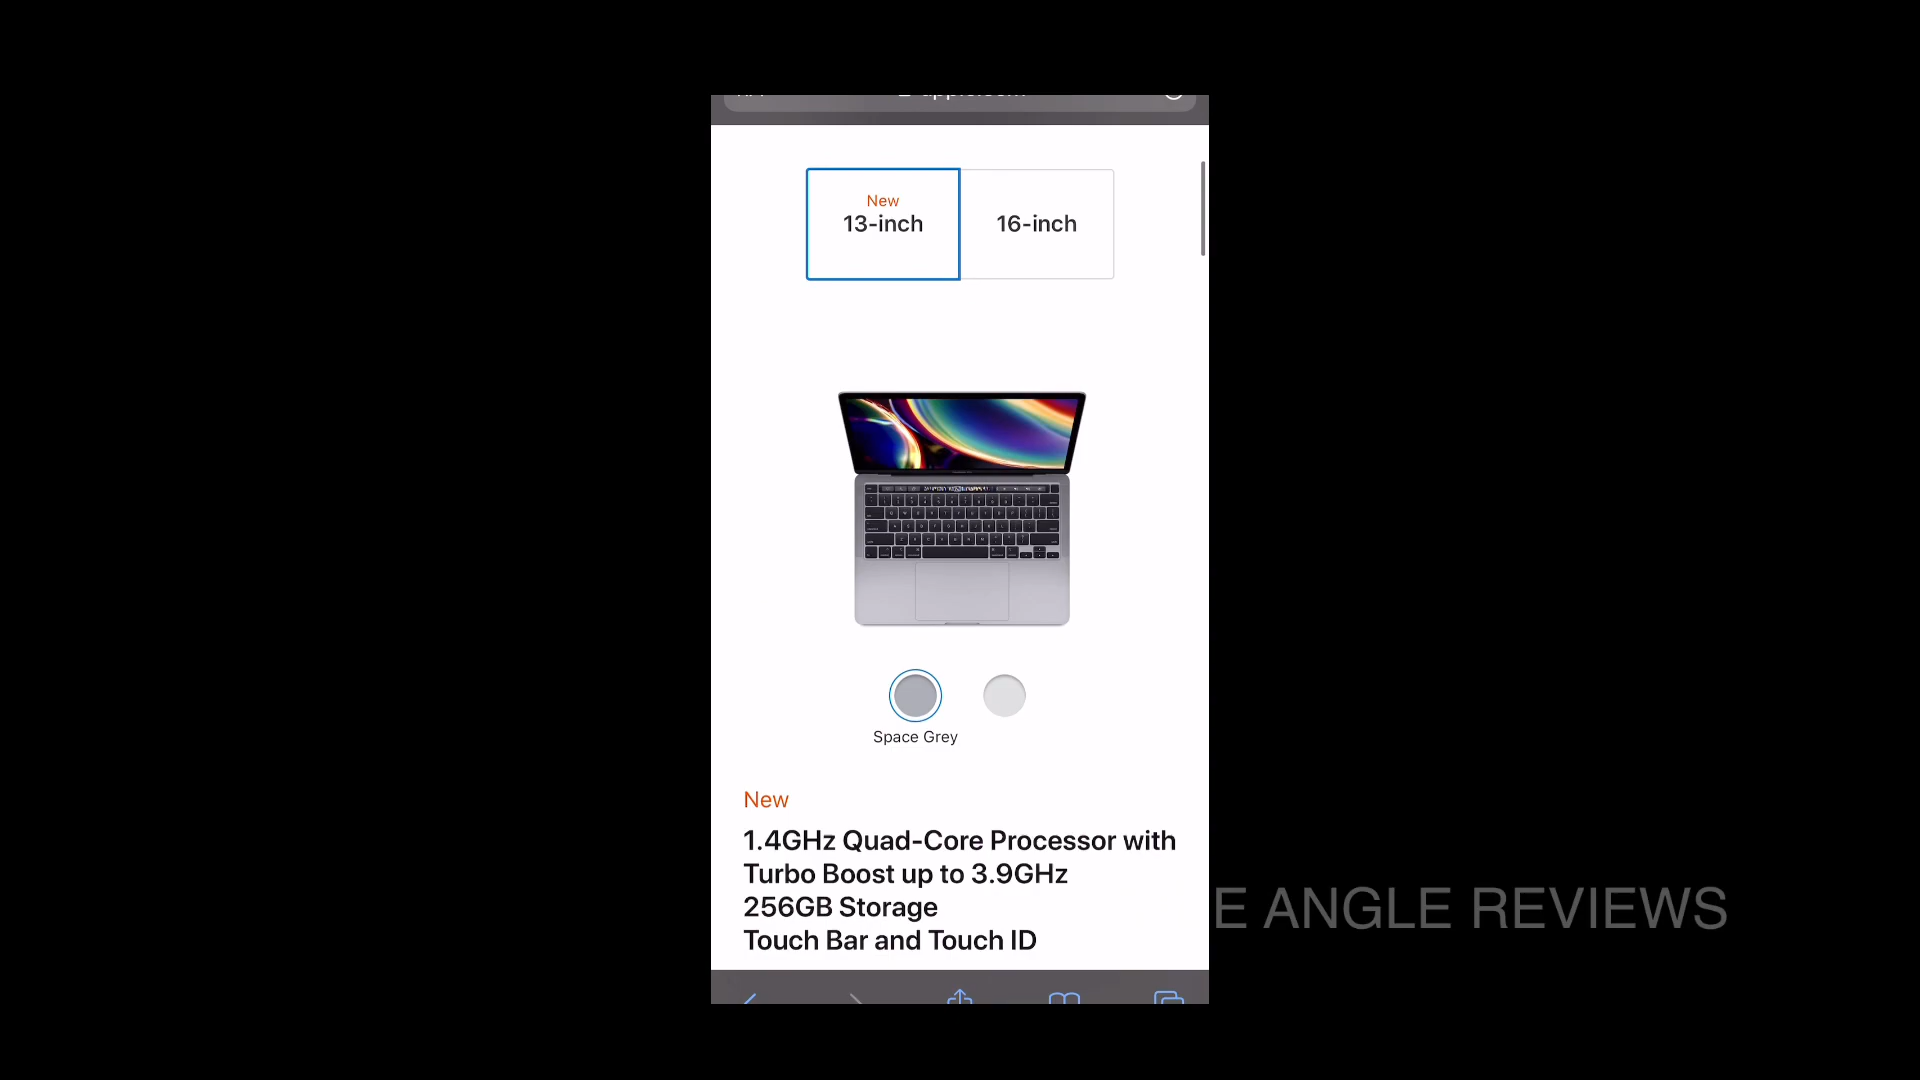 New
13-inch
16-inch
Space Grey
New
1.4GHz Quad-Core Processor with
Turbo Boost up to 3.9GHz
256GB Storage
Touch Bar and Touch ID
E ANGLE REVIEWS